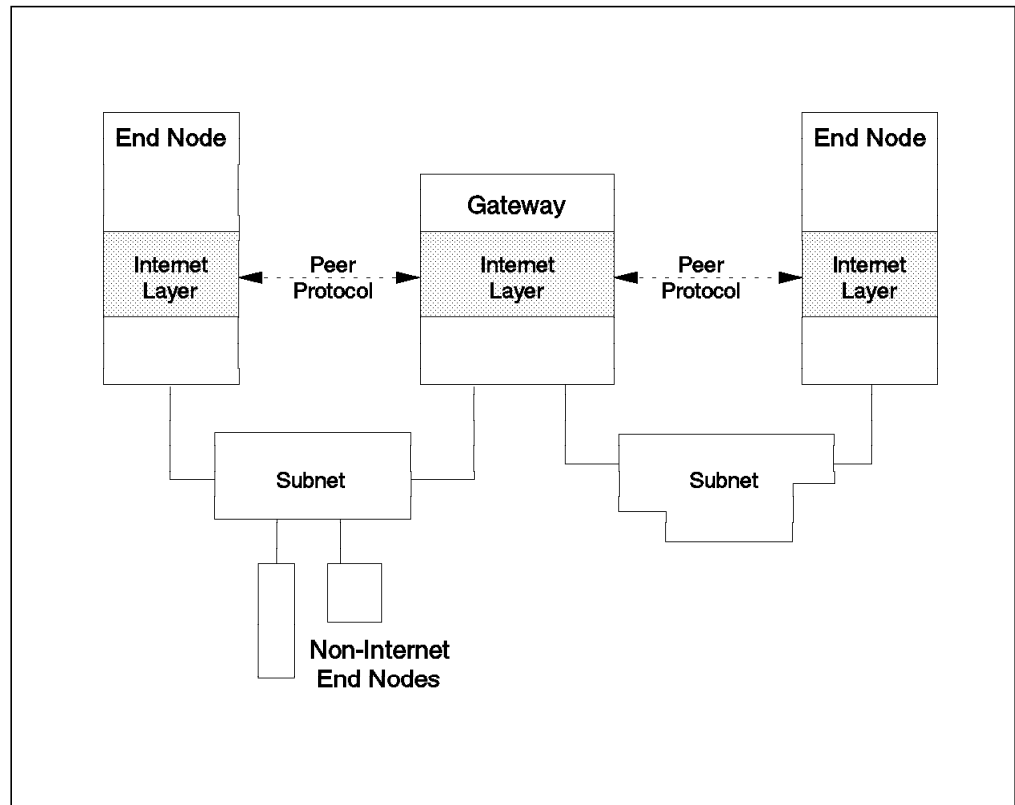 End Node
End Node
Gateway
Internet
Layer
Peer
Protocol
Internet
Layer
Peer
Protocol
Internet
Layer
Subnet
Subnet
Non-Internet
End Nodes